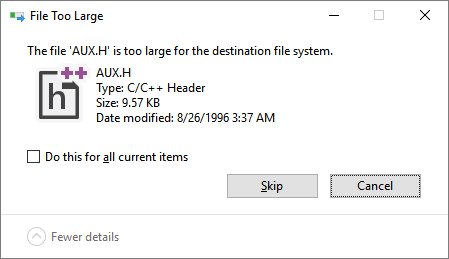 File Too Large
The file 'AUX.H' is too large for the destination file system.
h++
AUX.H
Type: C/C++ Header
Size: 9.57 KB
Date modified: 8/26/1996 3:37 AM
Do this for all current items
Skip
Cancel
Fewer details